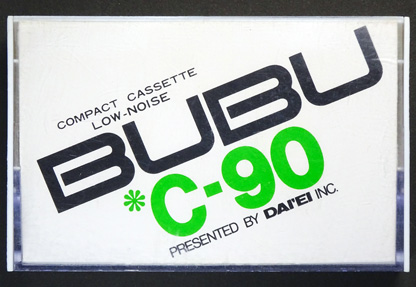 COMPACT CASSETTE
LOW-NOISE
BUBU
*C-90
PRESENTED BY DAI'EI INC.